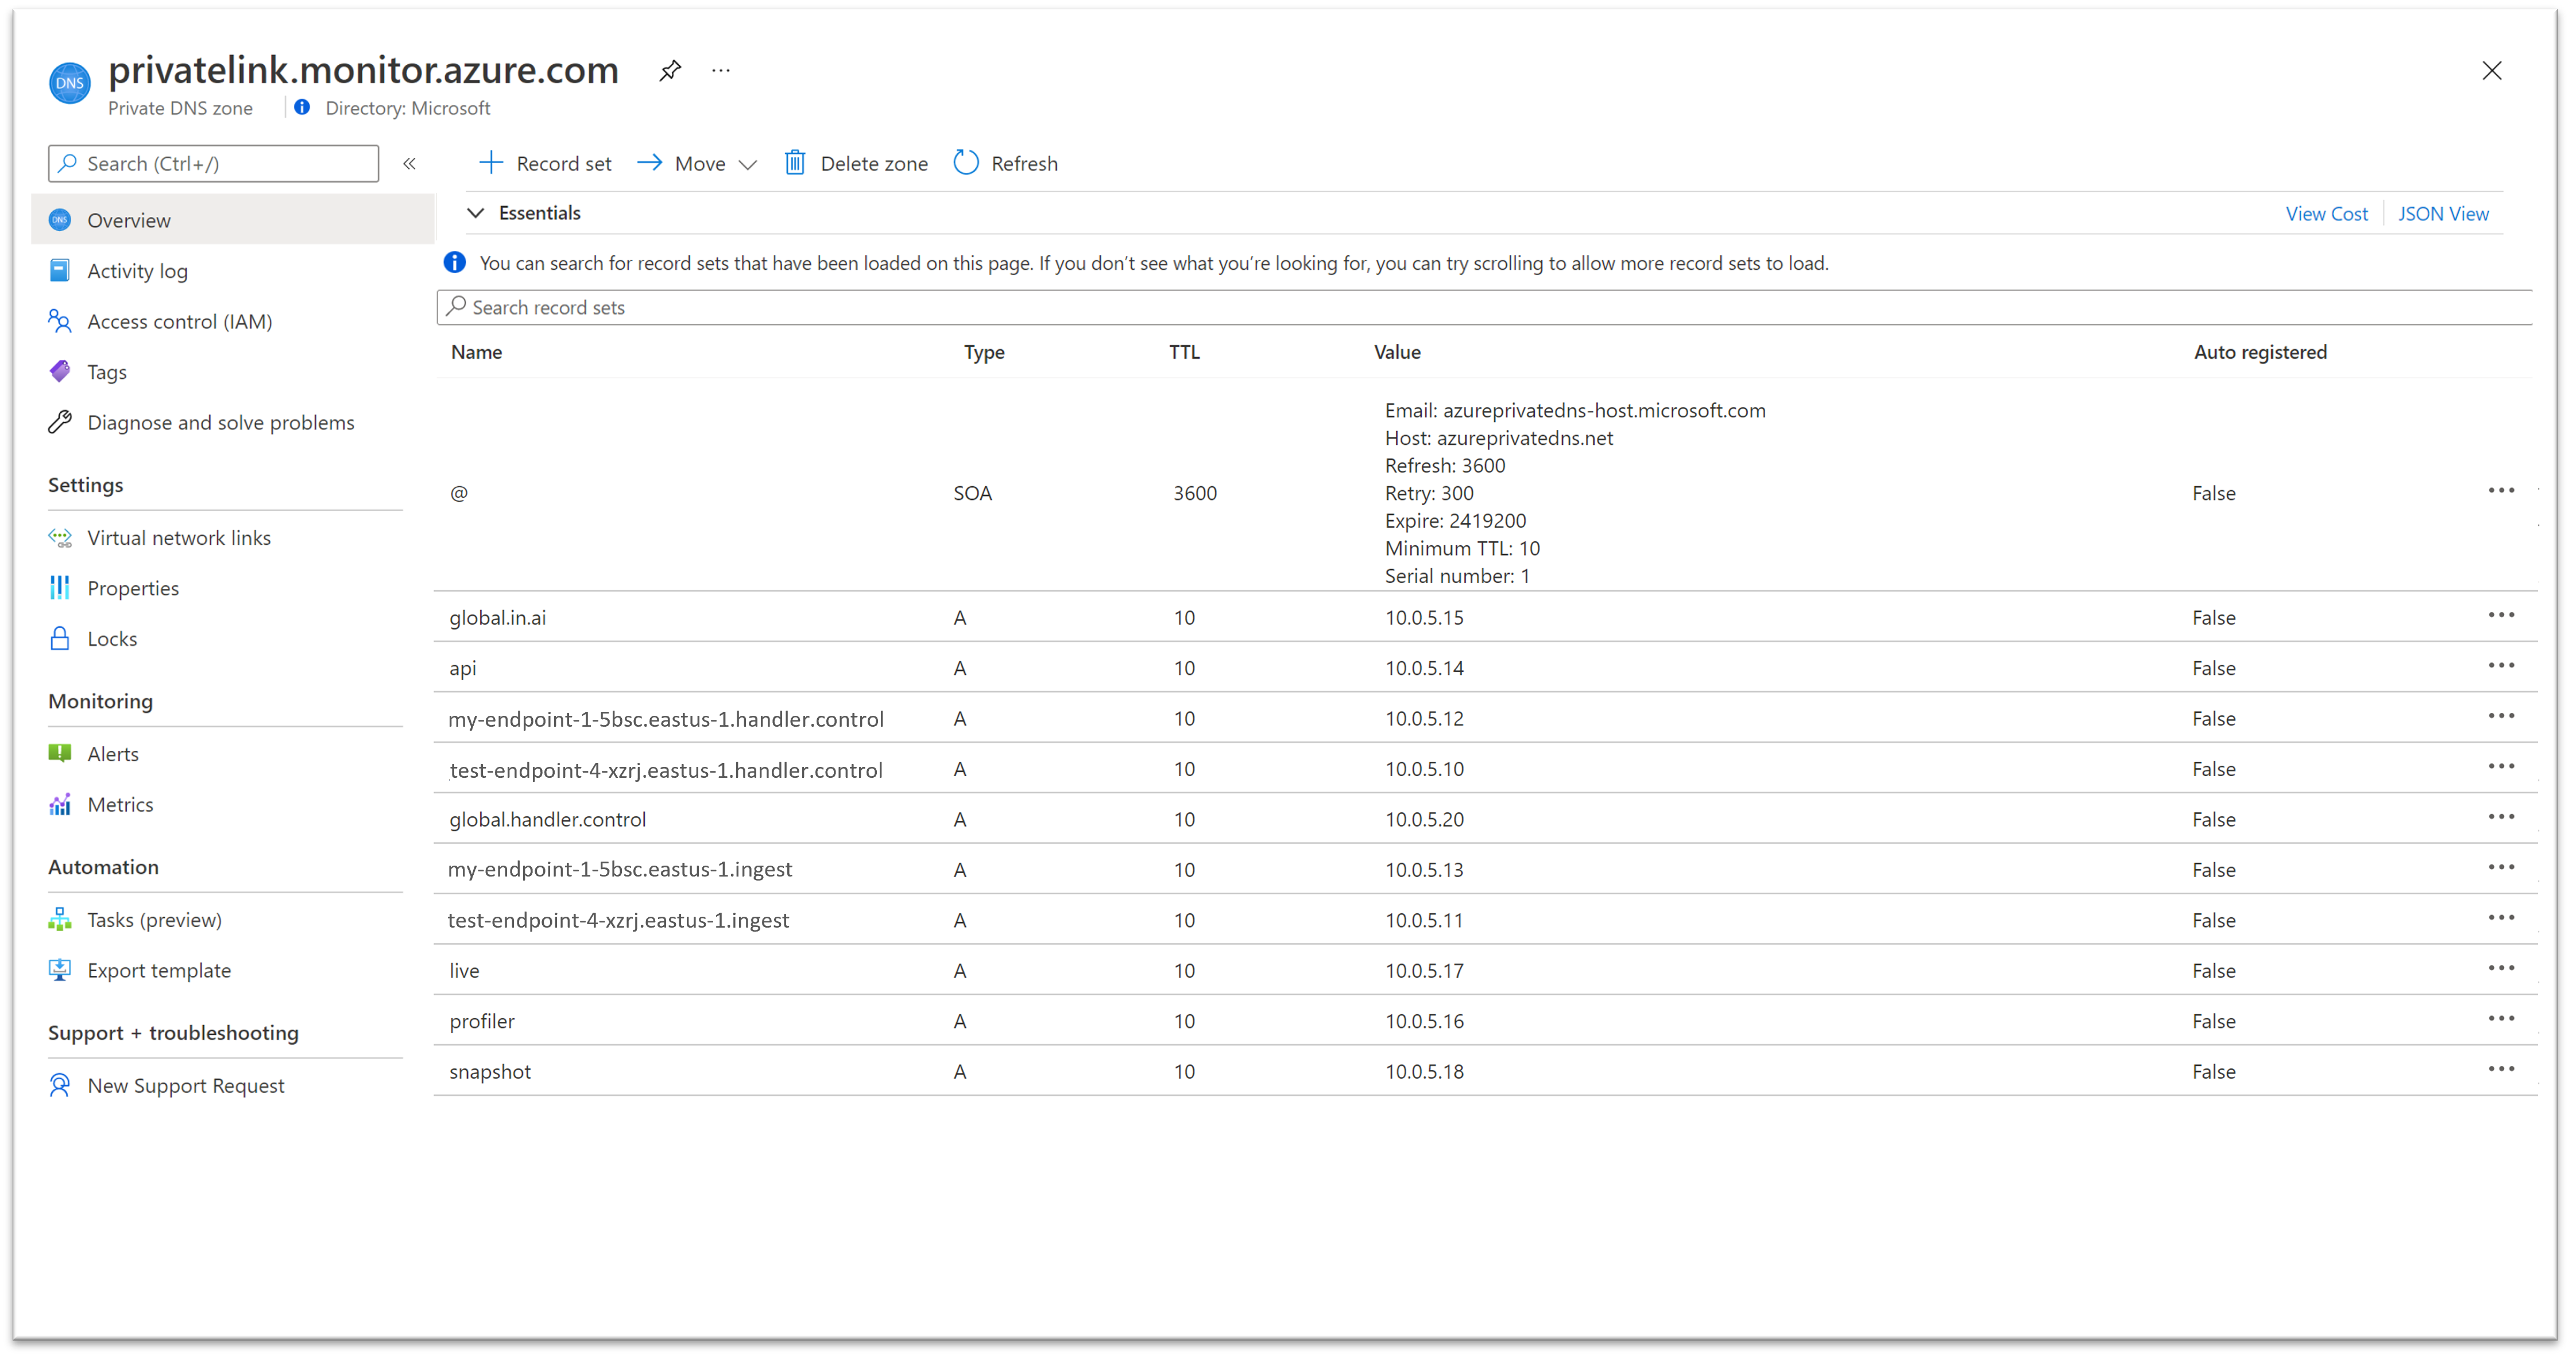 DNS
privatelink.monitor.azure.com
Private DNS zone
Directory: Microsoft
Search (Ctrl+/)
Overview
Activity log
Access control (IAM)
Tags
Diagnose and solve problems
Settings
Virtual network links
Properties
Locks
Monitoring
Alerts
Metrics
Automation
Tasks (preview)
Export template
Support + troubleshooting
New Support Request
Record set Move Delete zone Refresh
Essentials View Cost JSON View
You can search for record sets that have been loaded on this page. If you don't see what you're looking for, you can try scrolling to allow more record sets to load.
Search record sets
Name Type TTL Value Auto registered
@ SOA 3600 False
Email: azureprivatedns-host.microsoft.com
Host: azureprivatedns.net
Refresh: 3600
Retry: 300
Expire: 2419200
Minimum TTL: 10
Serial number: 1
global.in.ai A 10 10.0.5.15 False
api A 10 10.0.5.14 False
my-endpoint-1-5bsc.eastus-1.handler.control A 10 10.0.5.12 False
test-endpoint-4-xzrj.eastus-1.handler.control A 10 10.0.5.10 False
global.handler.control A 10 10.0.5.20 False
my-endpoint-1-5bsc.eastus-1.ingest A 10 10.0.5.13 False
test-endpoint-4-xzrj.eastus-1.ingest A 10 10.0.5.11 False
live A 10 10.0.5.17 False
profiler A 10 10.0.5.16 False
snapshot A 10 10.0.5.18 False